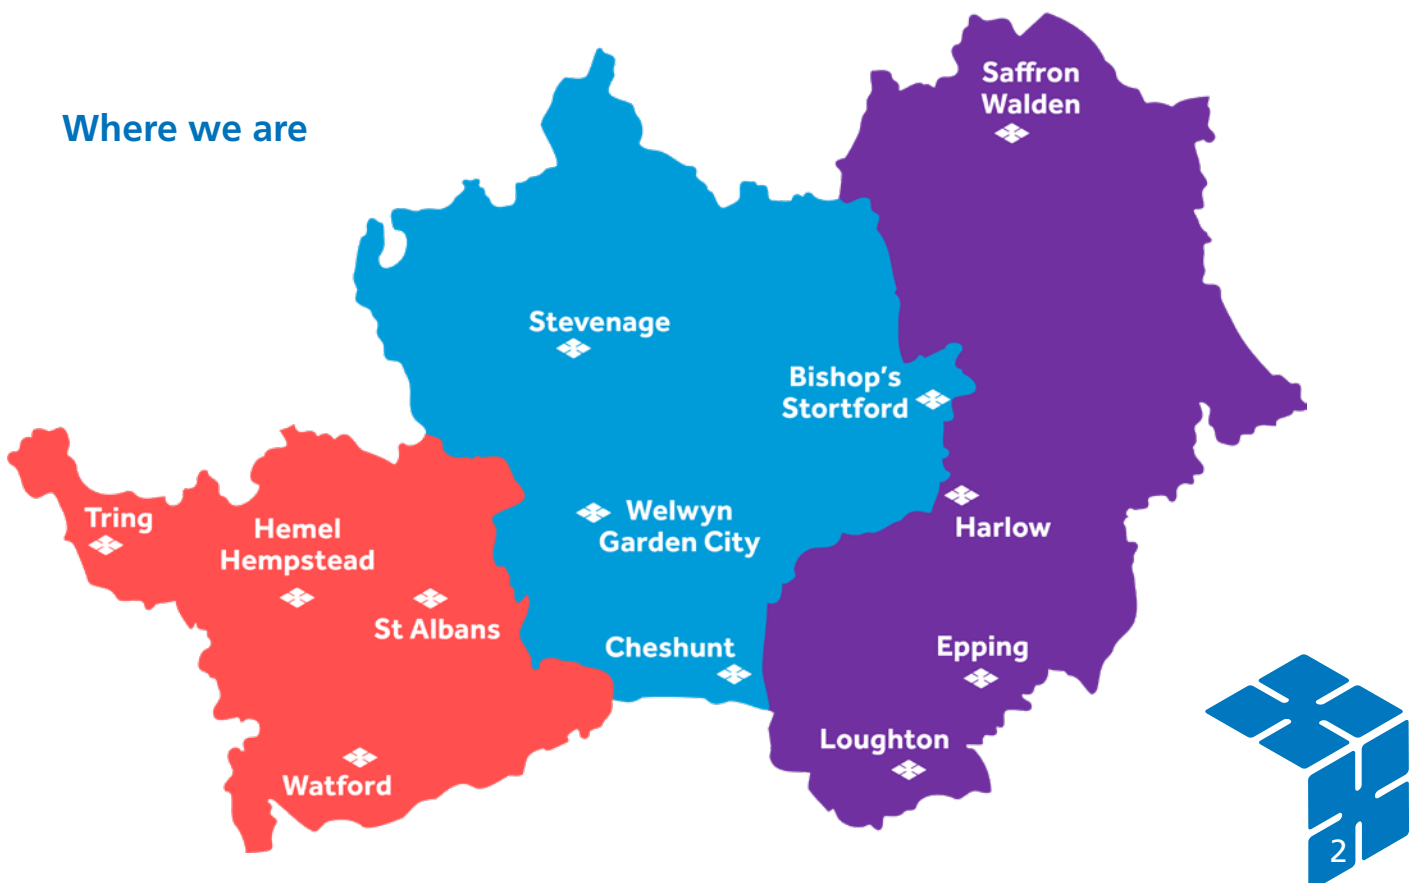 Where we are
Saffron
Walden
Stevenage
Bishop's
Stortford
Tring
Hemel
Hempstead
St Albans
Welwyn
Garden City
Harlow
Cheshunt
Epping
Loughton
Watford
2